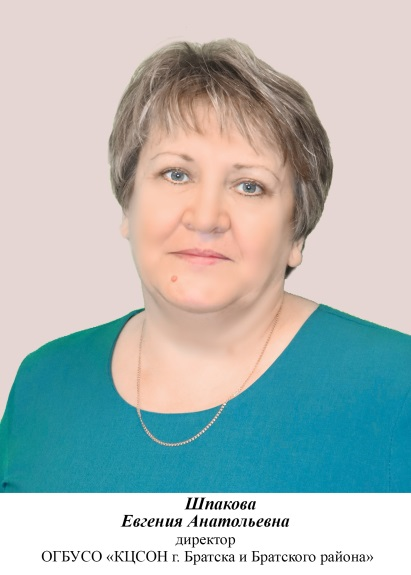 Шпакова
Евгения Анатольевна
директор
ОГБУСО «КЦСОН г. Братска и Братского района»